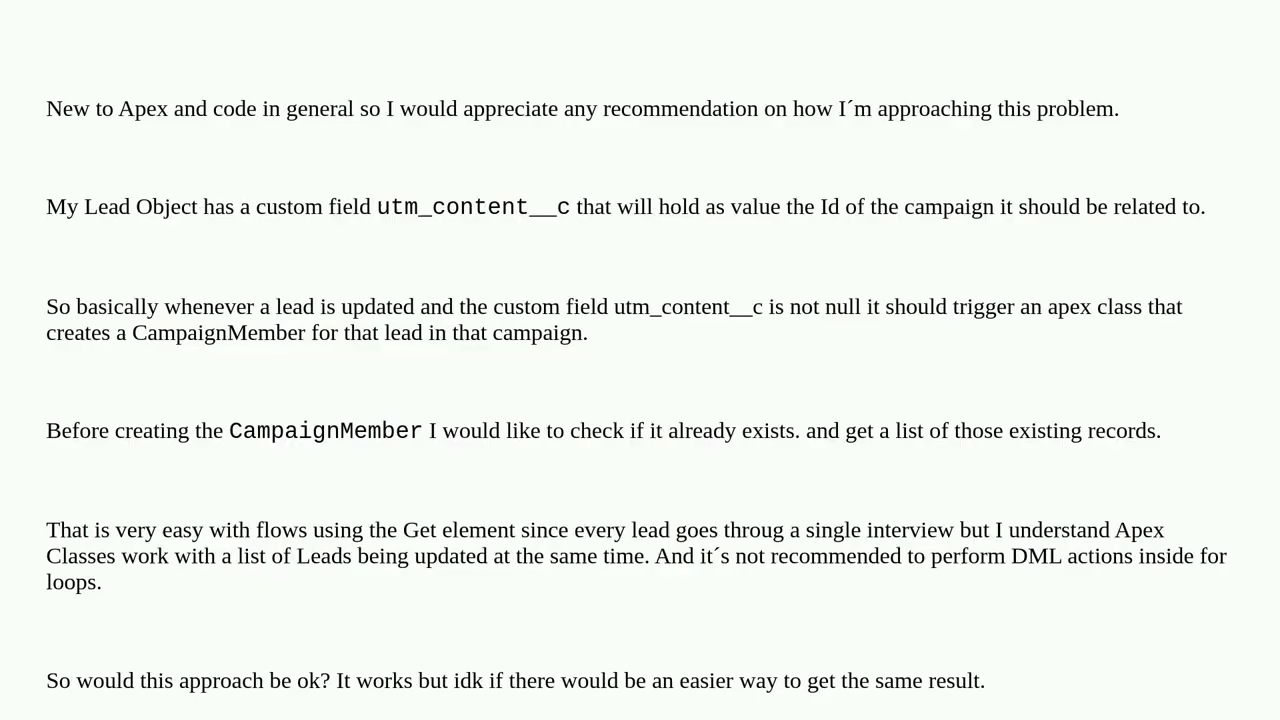 New to Apex and code in general so I would appreciate any recommendation on how I´m approaching this problem.
My Lead Object has a custom field utm_content__c that will hold as value the Id of the campaign it should be related to.
So basically whenever a lead is updated and the custom field utm_content__c is not null it should trigger an apex class that
creates a CampaignMember for that lead in that campaign.
Before creating the CampaignMember I would like to check if it already exists. and get a list of those existing records.
That is very easy with flows using the Get element since every lead goes throug a single interview but I understand Apex
Classes work with a list of Leads being updated at the same time. And it´s not recommended to perform DML actions inside for
loops.
So would this approach be ok? It works but idk if there would be an easier way to get the same result.